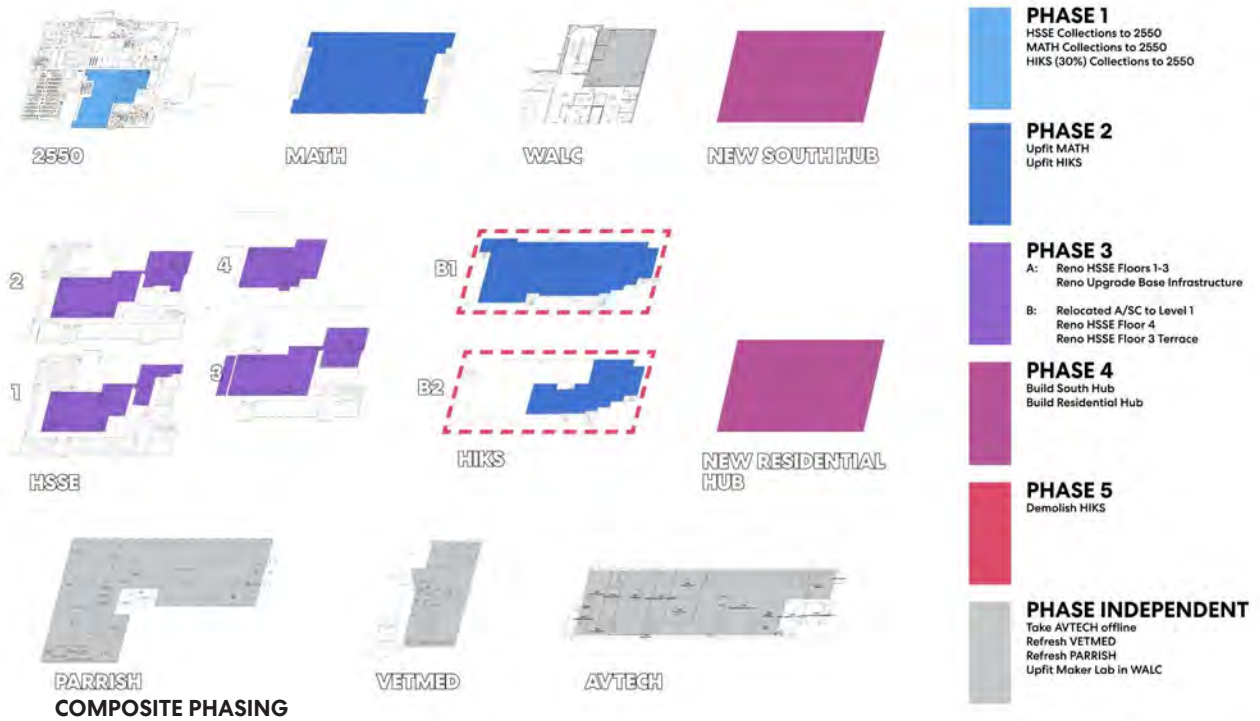 2550
MATH
WALC
NEW SOUTH HUB
2
4
1
3
HSSE
B1
B2
HIKS
NEW RESIDENTIAL
HUB
PARRISH
VETMED
AVTECH
COMPOSITE PHASING
PHASE 1
HSSE Collections to 2550
MATH Collections to 2550
HIKS (30%) Collections to 2550
PHASE 2
Upfit MATH
Upfit HIKS
PHASE 3
A: Reno HSSE Floors 1-3
Reno Upgrade Base Infrastructure
B: Relocated A/SC to Level 1
Reno HSSE Floor 4
Reno HSSE Floor 3 Terrace
PHASE 4
Build South Hub
Build Residential Hub
PHASE 5
Demolish HIKS
PHASE INDEPENDENT
Take AVTECH offline
Refresh VETMED
Refresh PARRISH
Upfit Maker Lab in WALC